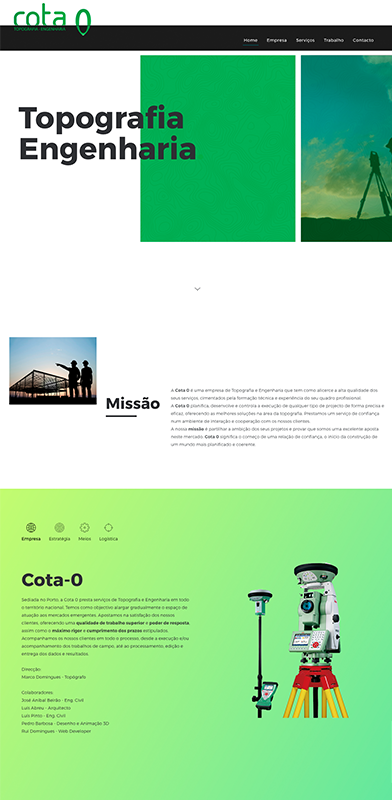 cota 0
TOPOGRAFIA · ENGENHARIA
Home Empresa Serviços Trabalho Contacto
Topografia
Engenharia
Missão
A Cota 0 é uma empresa de Topografia e Engenharia que tem como alicerce a alta qualidade dos
seus serviços, cimentados pela formação técnica e experiência do seu quadro profissional.
A Cota 0 planifica, desenvolve e controla a execução de qualquer tipo de projecto de forma precisa e
eficaz, oferecendo as melhores soluções na área da topografia. Prestamos um serviço de confiança
num ambiente de interação e cooperação com os nossos clientes.
A nossa missão é partilhar a ambição dos seus projetos e provar que somos uma excelente aposta
neste mercado. Cota 0 significa o começo de uma relação de confiança, o início da construção de
um mundo mais planificado e coerente.
Empresa Estratégia Meios Logística
Cota-0
Sediada no Porto, a Cota 0 presta serviços de Topografia e Engenharia em todo
o território nacional. Temos como objectivo alargar gradualmente o espaço de
atuação aos mercados emergentes. Apostamos na satisfação dos nossos
clientes, oferecendo uma qualidade de trabalho superior e poder de resposta,
assim como o máximo rigor e cumprimento dos prazos estipulados.
Acompanhamos os nossos clientes em todo o processo, desde a execução e/ou
acompanhamento dos trabalhos de campo, até ao processamento, edição e
entrega dos dados e resultados.
Direcção:
Marco Domingues - Topógrafo
Colaboradores:
José Aníbal Beirão - Eng. Civil
Luís Abreu - Arquitecto
Luís Pinto - Eng. Civil
Pedro Barbosa - Desenho e Animação 3D
Rui Domingues - Web Developer